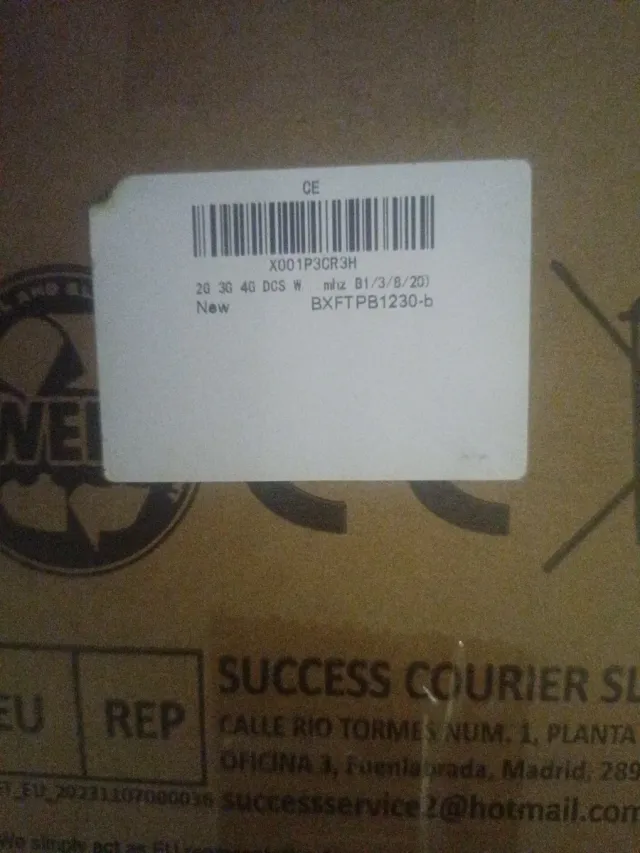 CE
X001P3CR3H
2G 3G 4G DCS W mhz B1/3/8/20)
New BXFTPB1230-b
EU REP
SUCCESS COURIER SL
CALLE RIO TORMES NUM. 1, PLANTA
OFICINA 3, Fuenlabrada, Madrid, 289
successservice2@hotmail.com